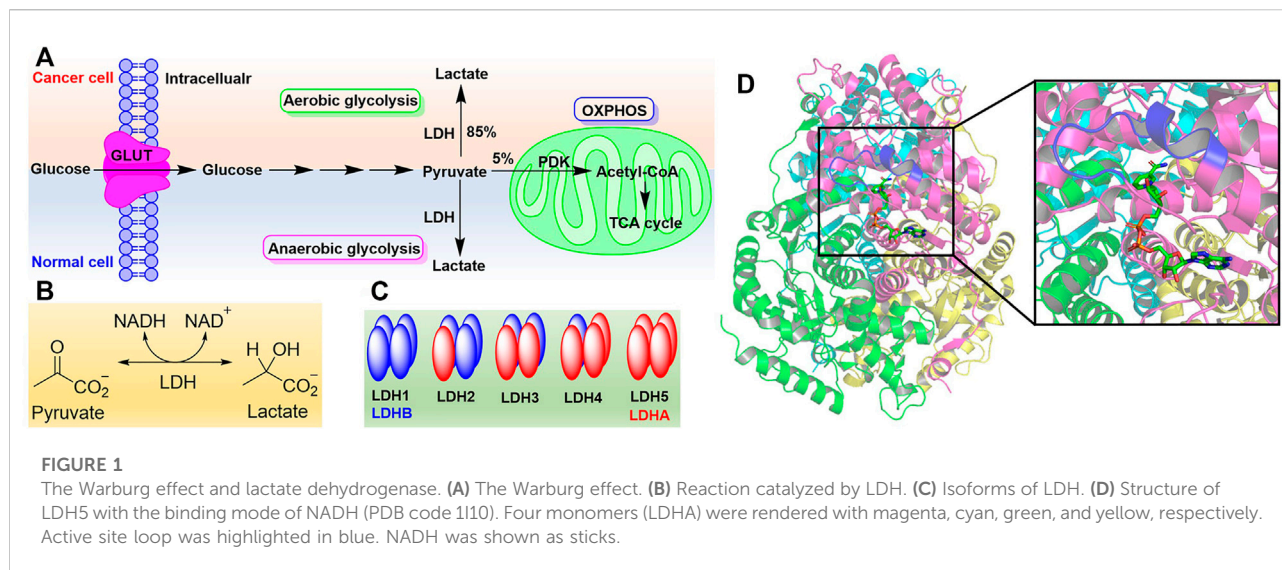 A
Cancer cell
Intracellualr
Lactate
Aerobic glycolysis
OXPHOS
LDH 85%
GLUT
5%
PDK
Glucose
Glucose
Pyruvate
Acetyl-CoA
LDH
TCA cycle
Anaerobic glycolysis
Normal cell
Lactate
B
NADH NAD+
O
H OH
CO2−
LDH
CO2−
Pyruvate
Lactate
C
LDH1 LDH2 LDH3 LDH4 LDH5
LDHB LDHA
D
FIGURE 1
The Warburg effect and lactate dehydrogenase. (A) The Warburg effect. (B) Reaction catalyzed by LDH. (C) Isoforms of LDH. (D) Structure of
LDH5 with the binding mode of NADH (PDB code 1I10). Four monomers (LDHA) were rendered with magenta, cyan, green, and yellow, respectively.
Active site loop was highlighted in blue. NADH was shown as sticks.